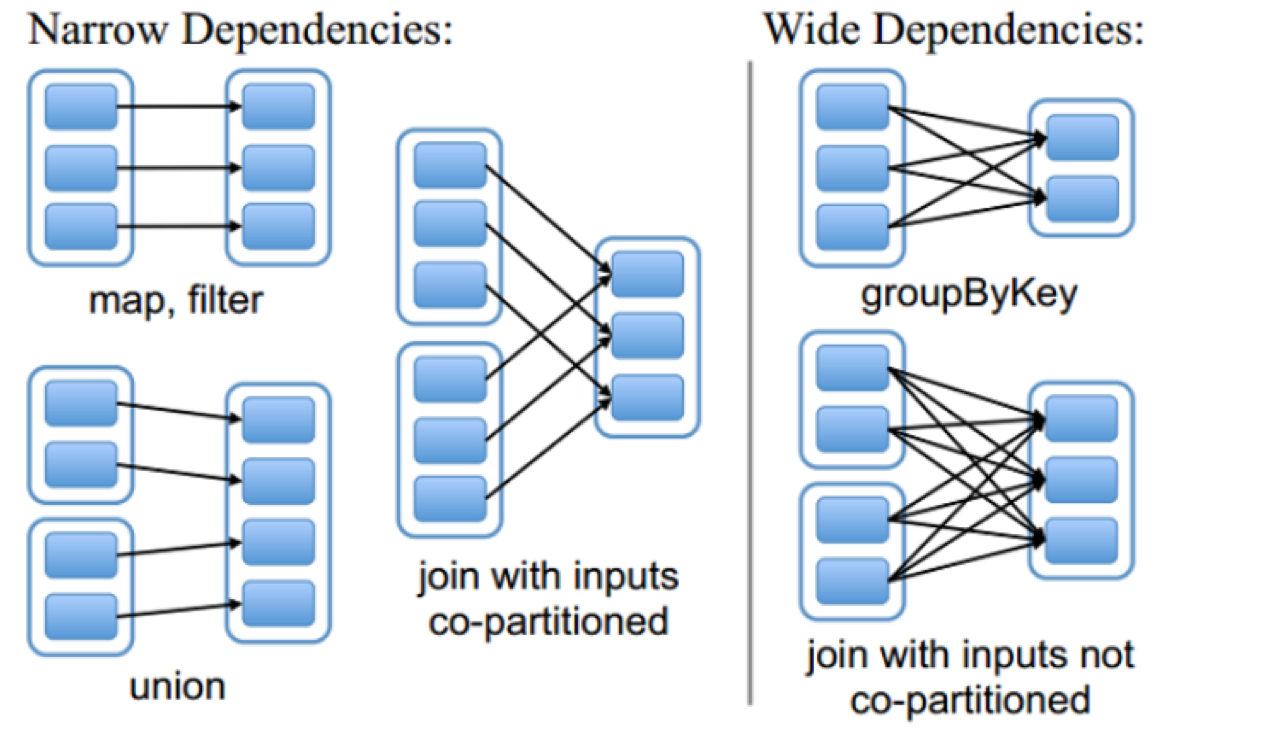 Narrow Dependencies:
map, filter
union
join with inputs
co-partitioned
Wide Dependencies:
groupByKey
join with inputs not
co-partitioned